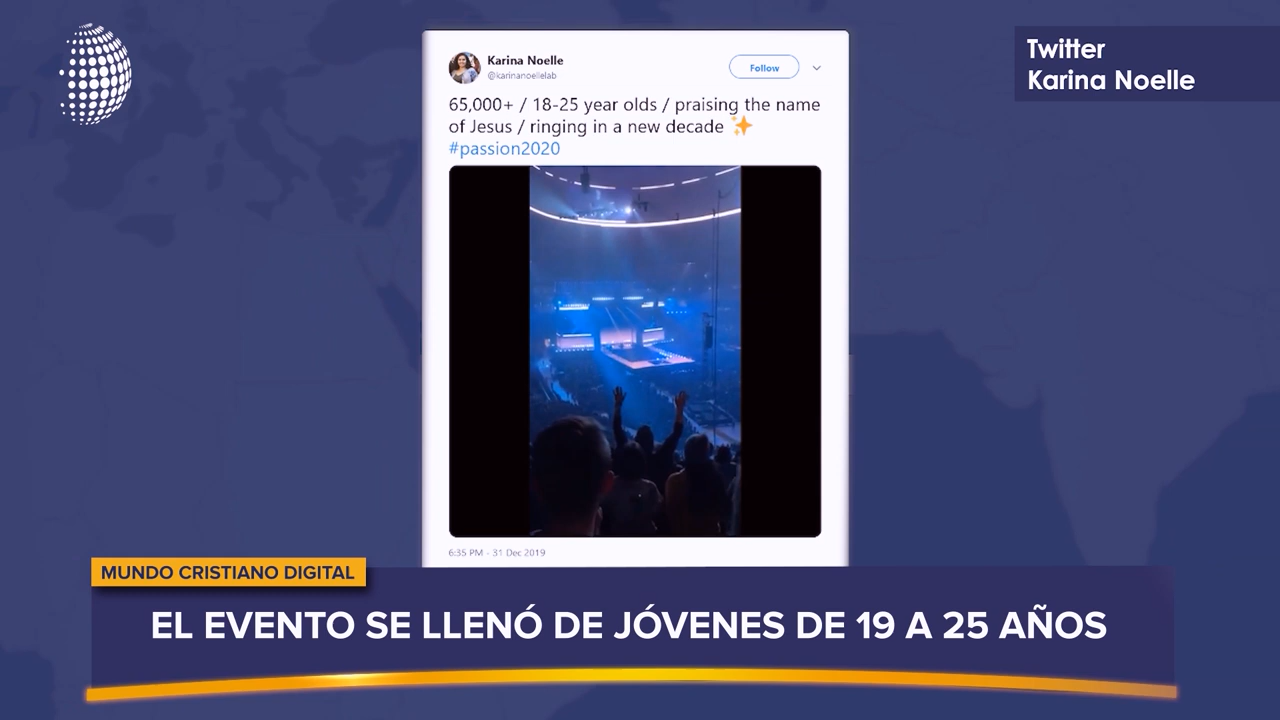 Twitter
Karina Noelle
Karina Noelle
@karinanoellelab
Follow
65,000+ / 18-25 year olds / praising the name
of Jesus / ringing in a new decade ✨
#passion2020
6:35 PM - 31 Dec 2019
MUNDO CRISTIANO DIGITAL
EL EVENTO SE LLENÓ DE JÓVENES DE 19 A 25 AÑOS